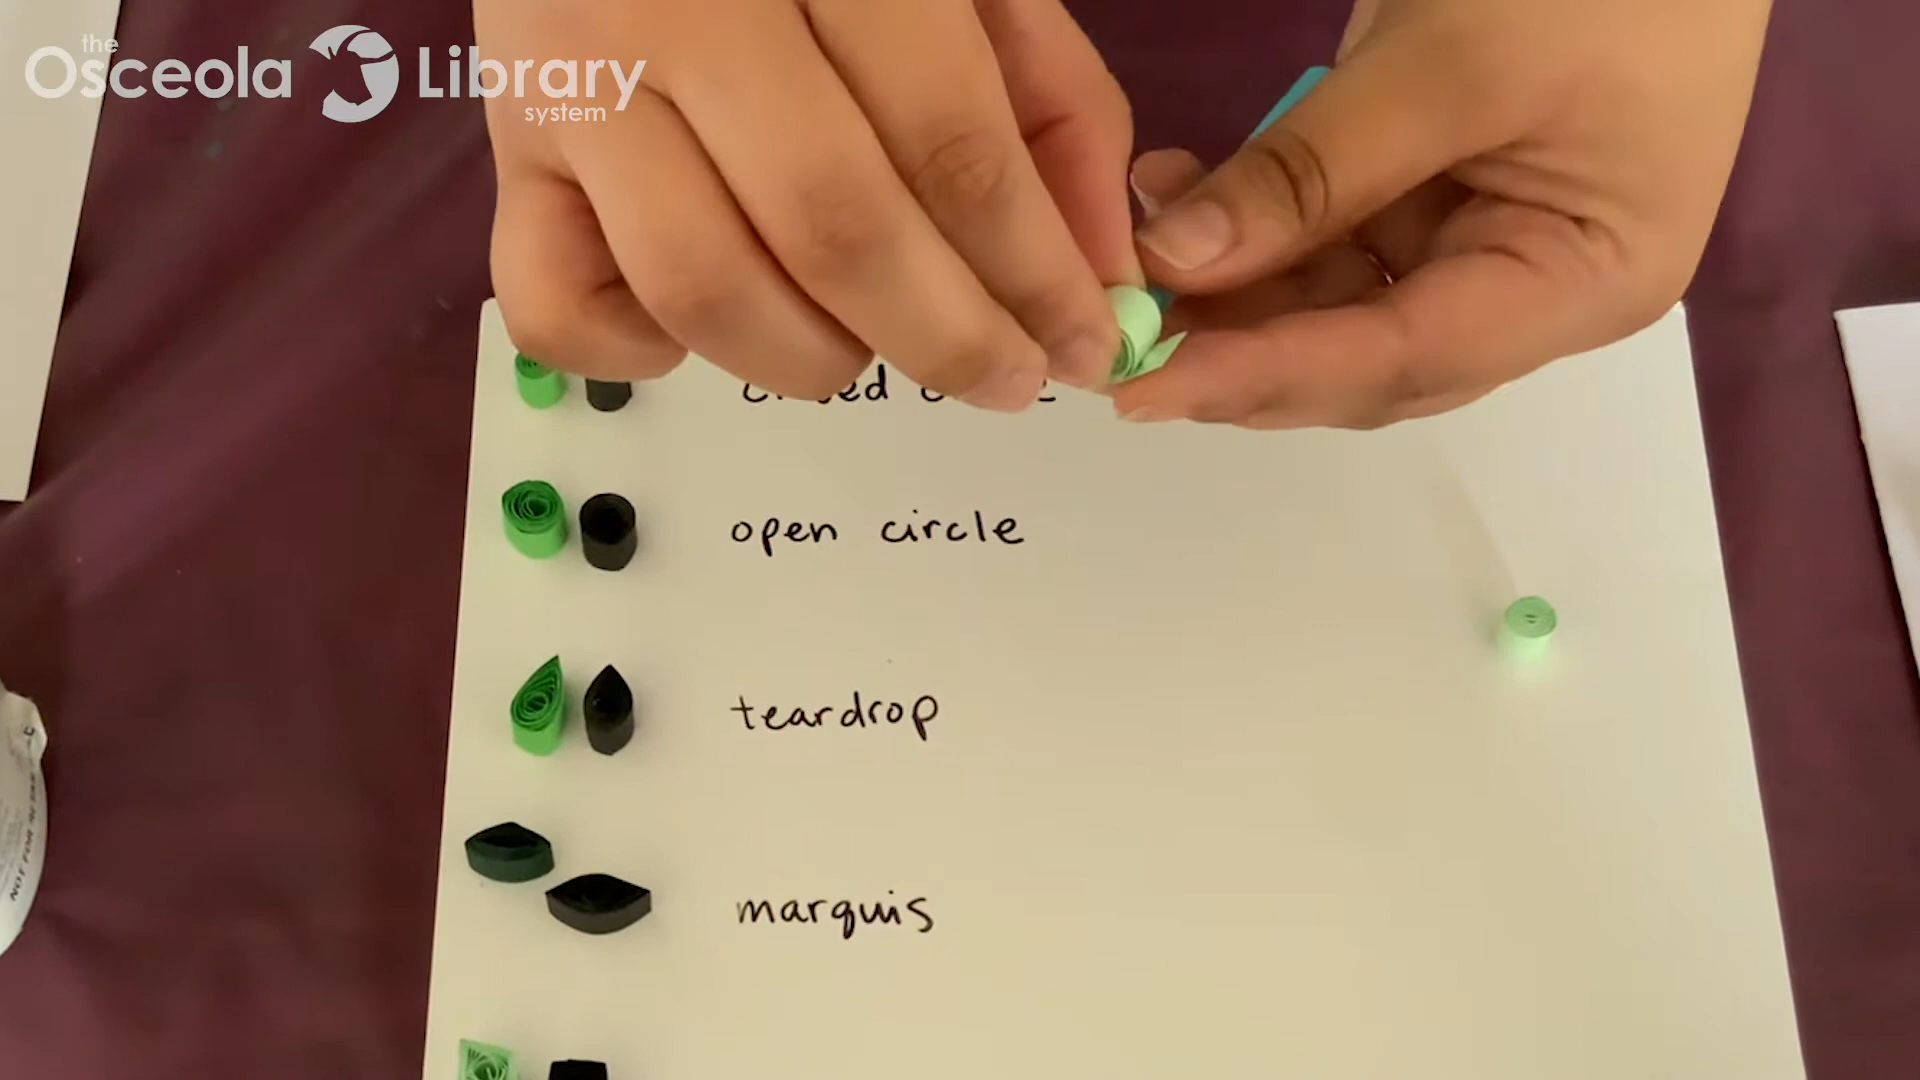 the
Osceola Library
system
open circle
teardrop
marquis